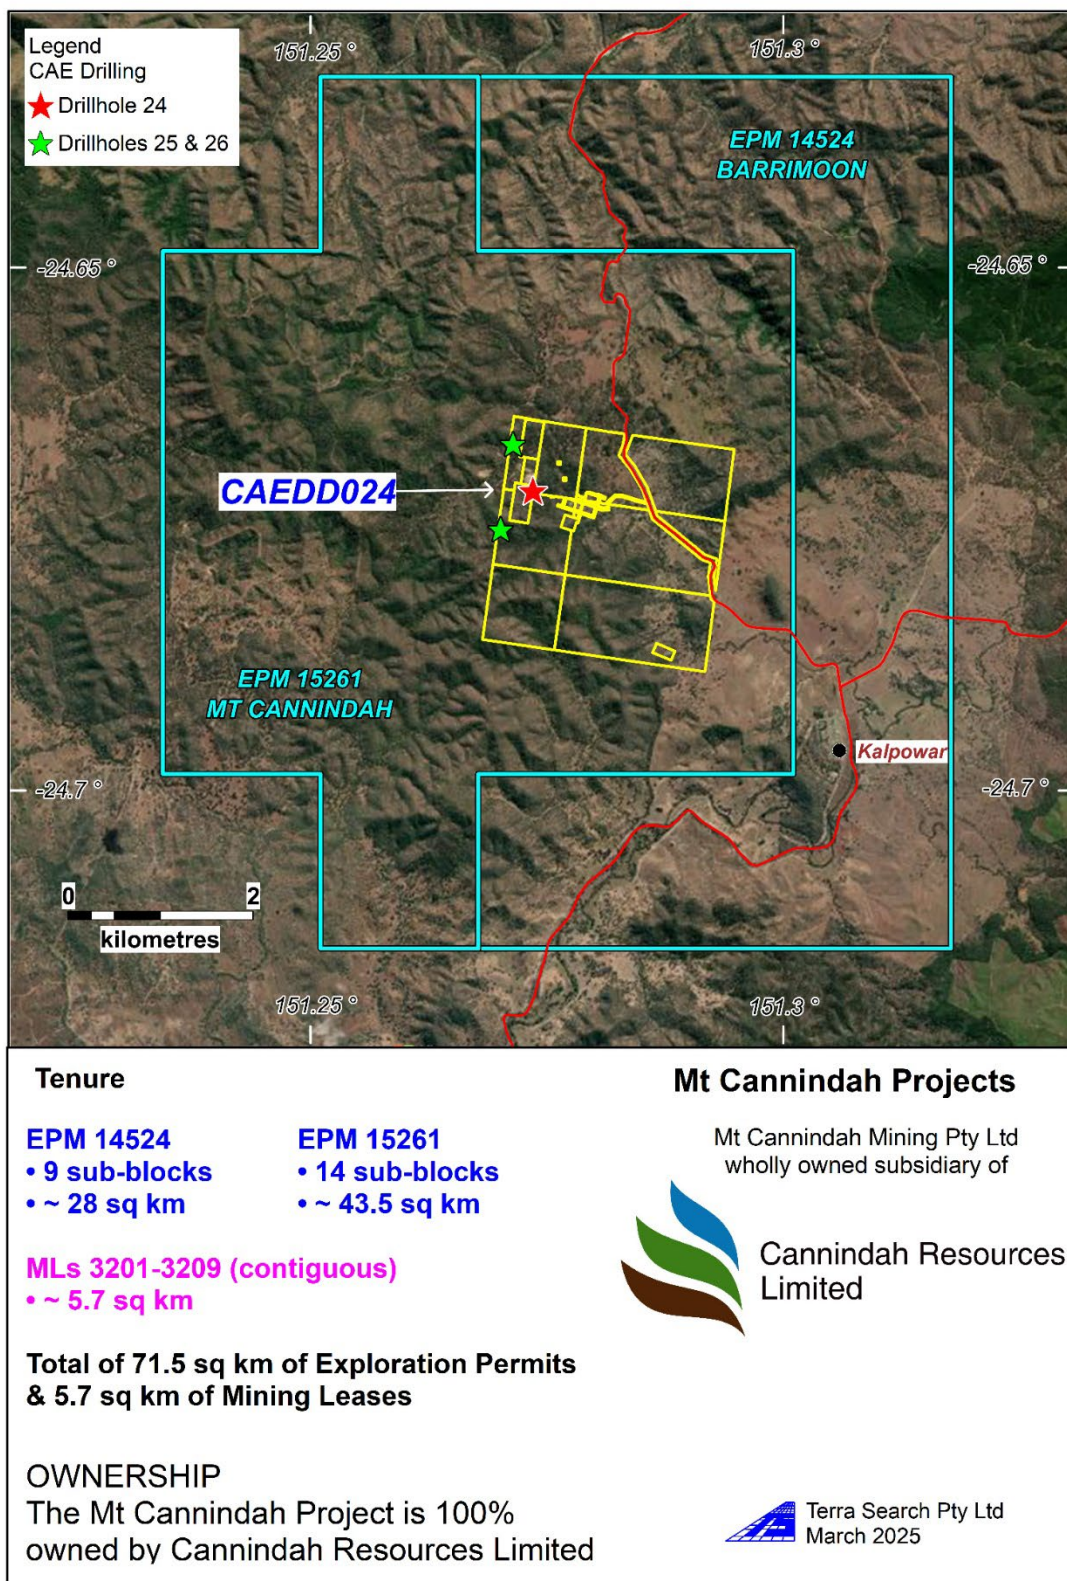 Legend
CAE Drilling
Drillhole 24
Drillholes 25 & 26
151.25 °
151.3 °
EPM 14524
BARRIMOON
-24.65 °
-24.65 °
CAEDD024
EPM 15261
MT CANNINDAH
Kalpowar
-24.7 °
-24.7 °
0 2
kilometres
151.25 °
151.3 °
Tenure
EPM 14524
• 9 sub-blocks
• ~ 28 sq km
EPM 15261
• 14 sub-blocks
• ~ 43.5 sq km
MLs 3201-3209 (contiguous)
• ~ 5.7 sq km
Total of 71.5 sq km of Exploration Permits
& 5.7 sq km of Mining Leases
OWNERSHIP
The Mt Cannindah Project is 100%
owned by Cannindah Resources Limited
Mt Cannindah Projects
Mt Cannindah Mining Pty Ltd
wholly owned subsidiary of
Cannindah Resources
Limited
Terra Search Pty Ltd
March 2025